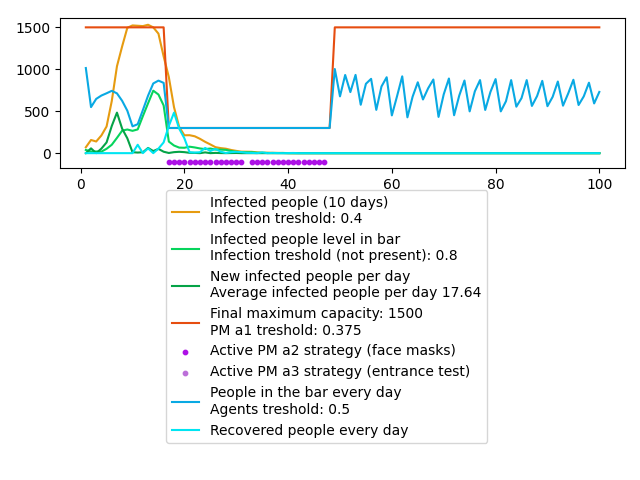 1500
1000
500
0
0 20 40 60 80 100
Infected people (10 days)
Infection treshold: 0.4
Infected people level in bar
Infection treshold (not present): 0.8
New infected people per day
Average infected people per day 17.64
Final maximum capacity: 1500
PM a1 treshold: 0.375
Active PM a2 strategy (face masks)
Active PM a3 strategy (entrance test)
People in the bar every day
Agents treshold: 0.5
Recovered people every day